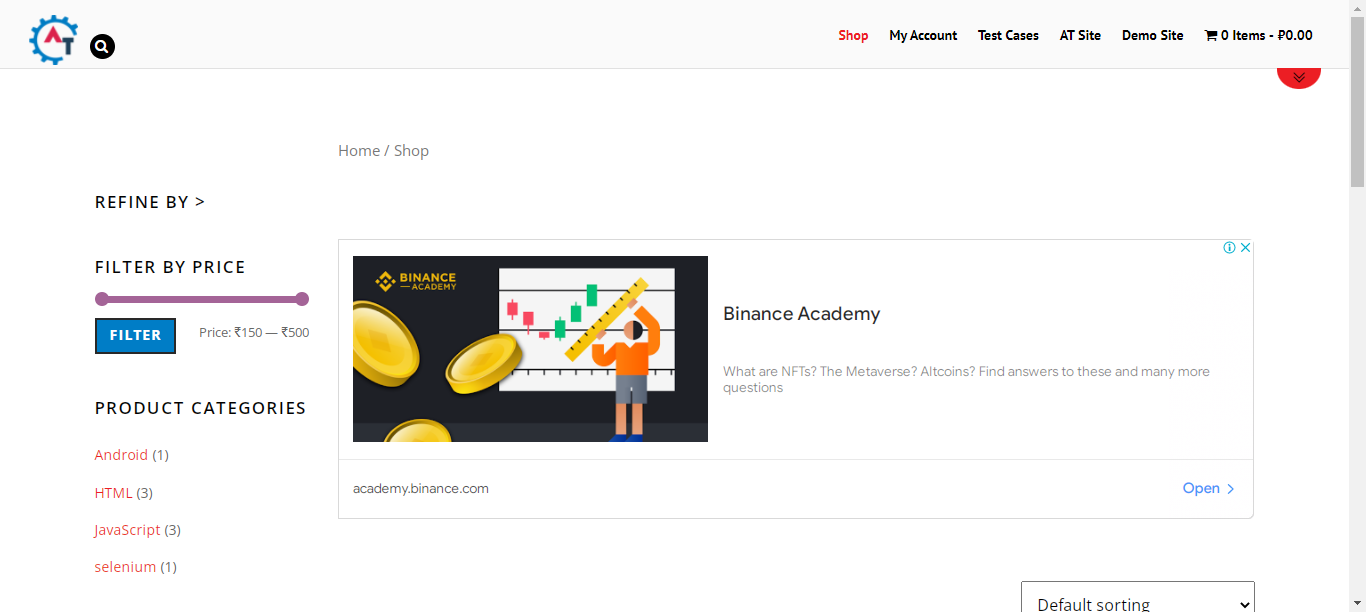 AT
Shop My Account Test Cases AT Site Demo Site 0 Items - ₽0.00
Home / Shop
REFINE BY >
FILTER BY PRICE
FILTER Price: ₹150 — ₹500
PRODUCT CATEGORIES
Android (1)
HTML (3)
JavaScript (3)
selenium (1)
BINANCE
ACADEMY
Binance Academy
What are NFTs? The Metaverse? Altcoins? Find answers to these and many more
questions
academy.binance.com Open
Default sorting